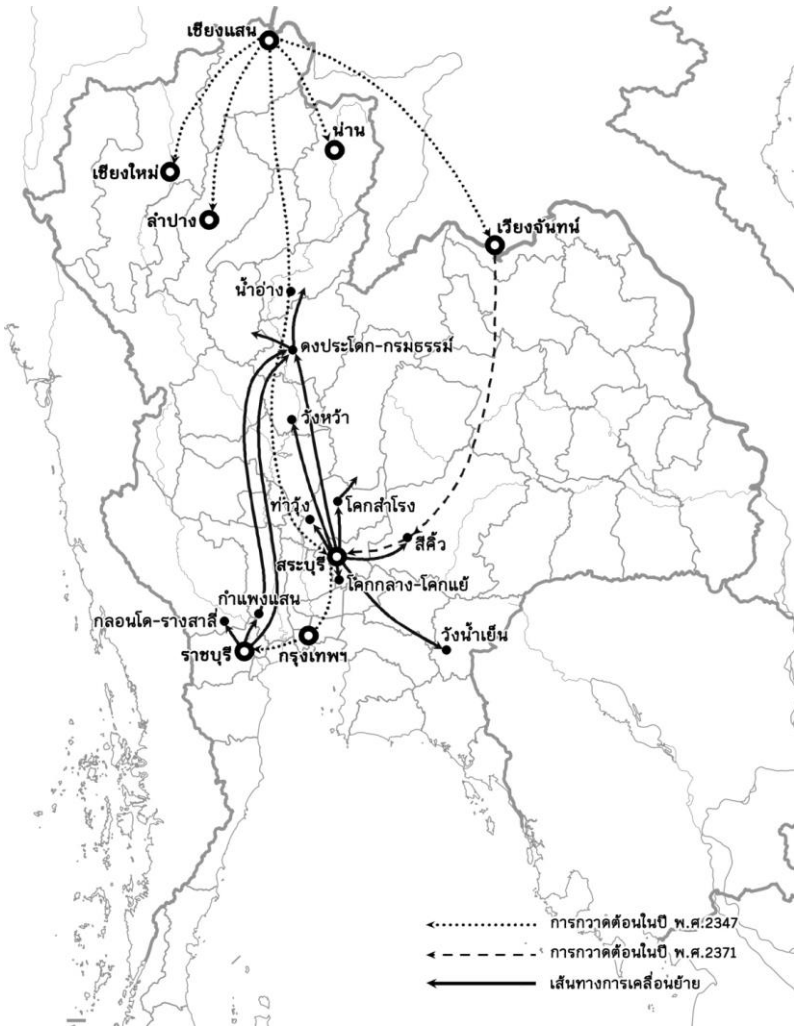 เชียงแสน
น่าน
เชียงใหม่
ลำปาง
เวียงจันทน์
น้ำอ่าง
ดงประโดก-กรมธรรม์
วังหว้า
โคกสำโรง
ท่าวุ้ง
สีคิ้ว
สระบุรี
โคกกลาง-โคกแย้
กำแพงแสน
กลอนโด-รางสาลี่
วังน้ำเย็น
ราชบุรี
กรุงเทพฯ
การกวาดต้อนในปี พ.ศ.2347
การกวาดต้อนในปี พ.ศ.2371
เส้นทางการเคลื่อนย้าย